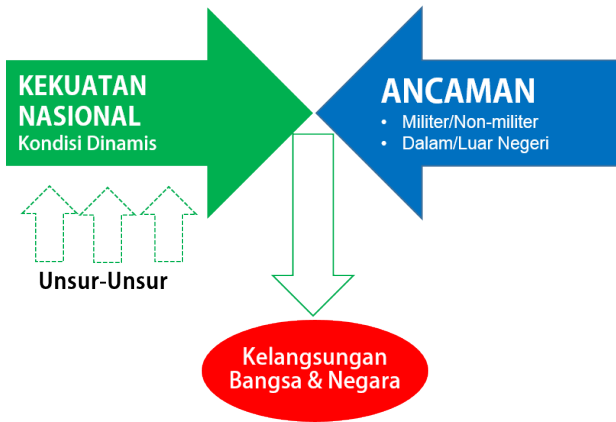 KEKUATAN
NASIONAL
Kondisi Dinamis
ANCAMAN
• Militer/Non-militer
• Dalam/Luar Negeri
Unsur-Unsur
Kelangsungan
Bangsa & Negara